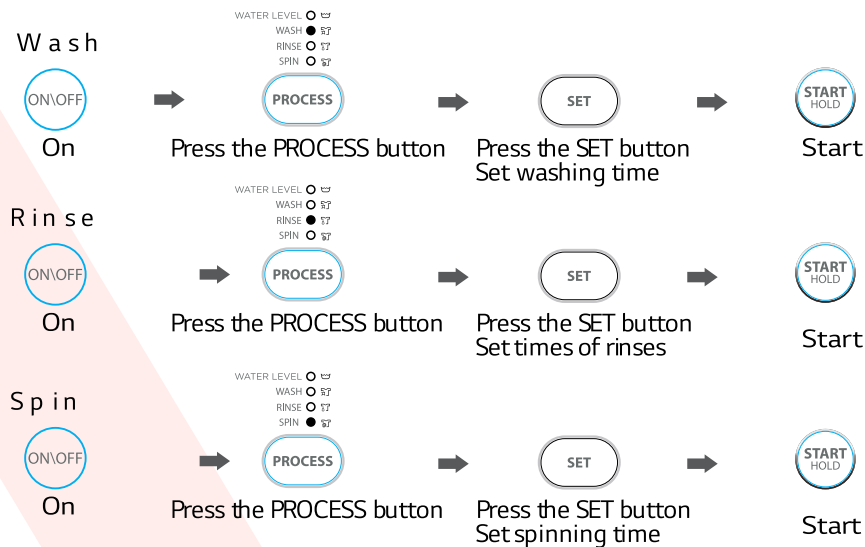 Wash
WATER LEVEL
WASH
RINSE
SPIN
ON\OFF
PROCESS
SET
START
HOLD
On
Press the PROCESS button
Press the SET button
Set washing time
Start
Rinse
WATER LEVEL
WASH
RINSE
SPIN
ON\OFF
PROCESS
SET
START
HOLD
On
Press the PROCESS button
Press the SET button
Set times of rinses
Start
Spin
WATER LEVEL
WASH
RINSE
SPIN
ON\OFF
PROCESS
SET
START
HOLD
On
Press the PROCESS button
Press the SET button
Set spinning time
Start